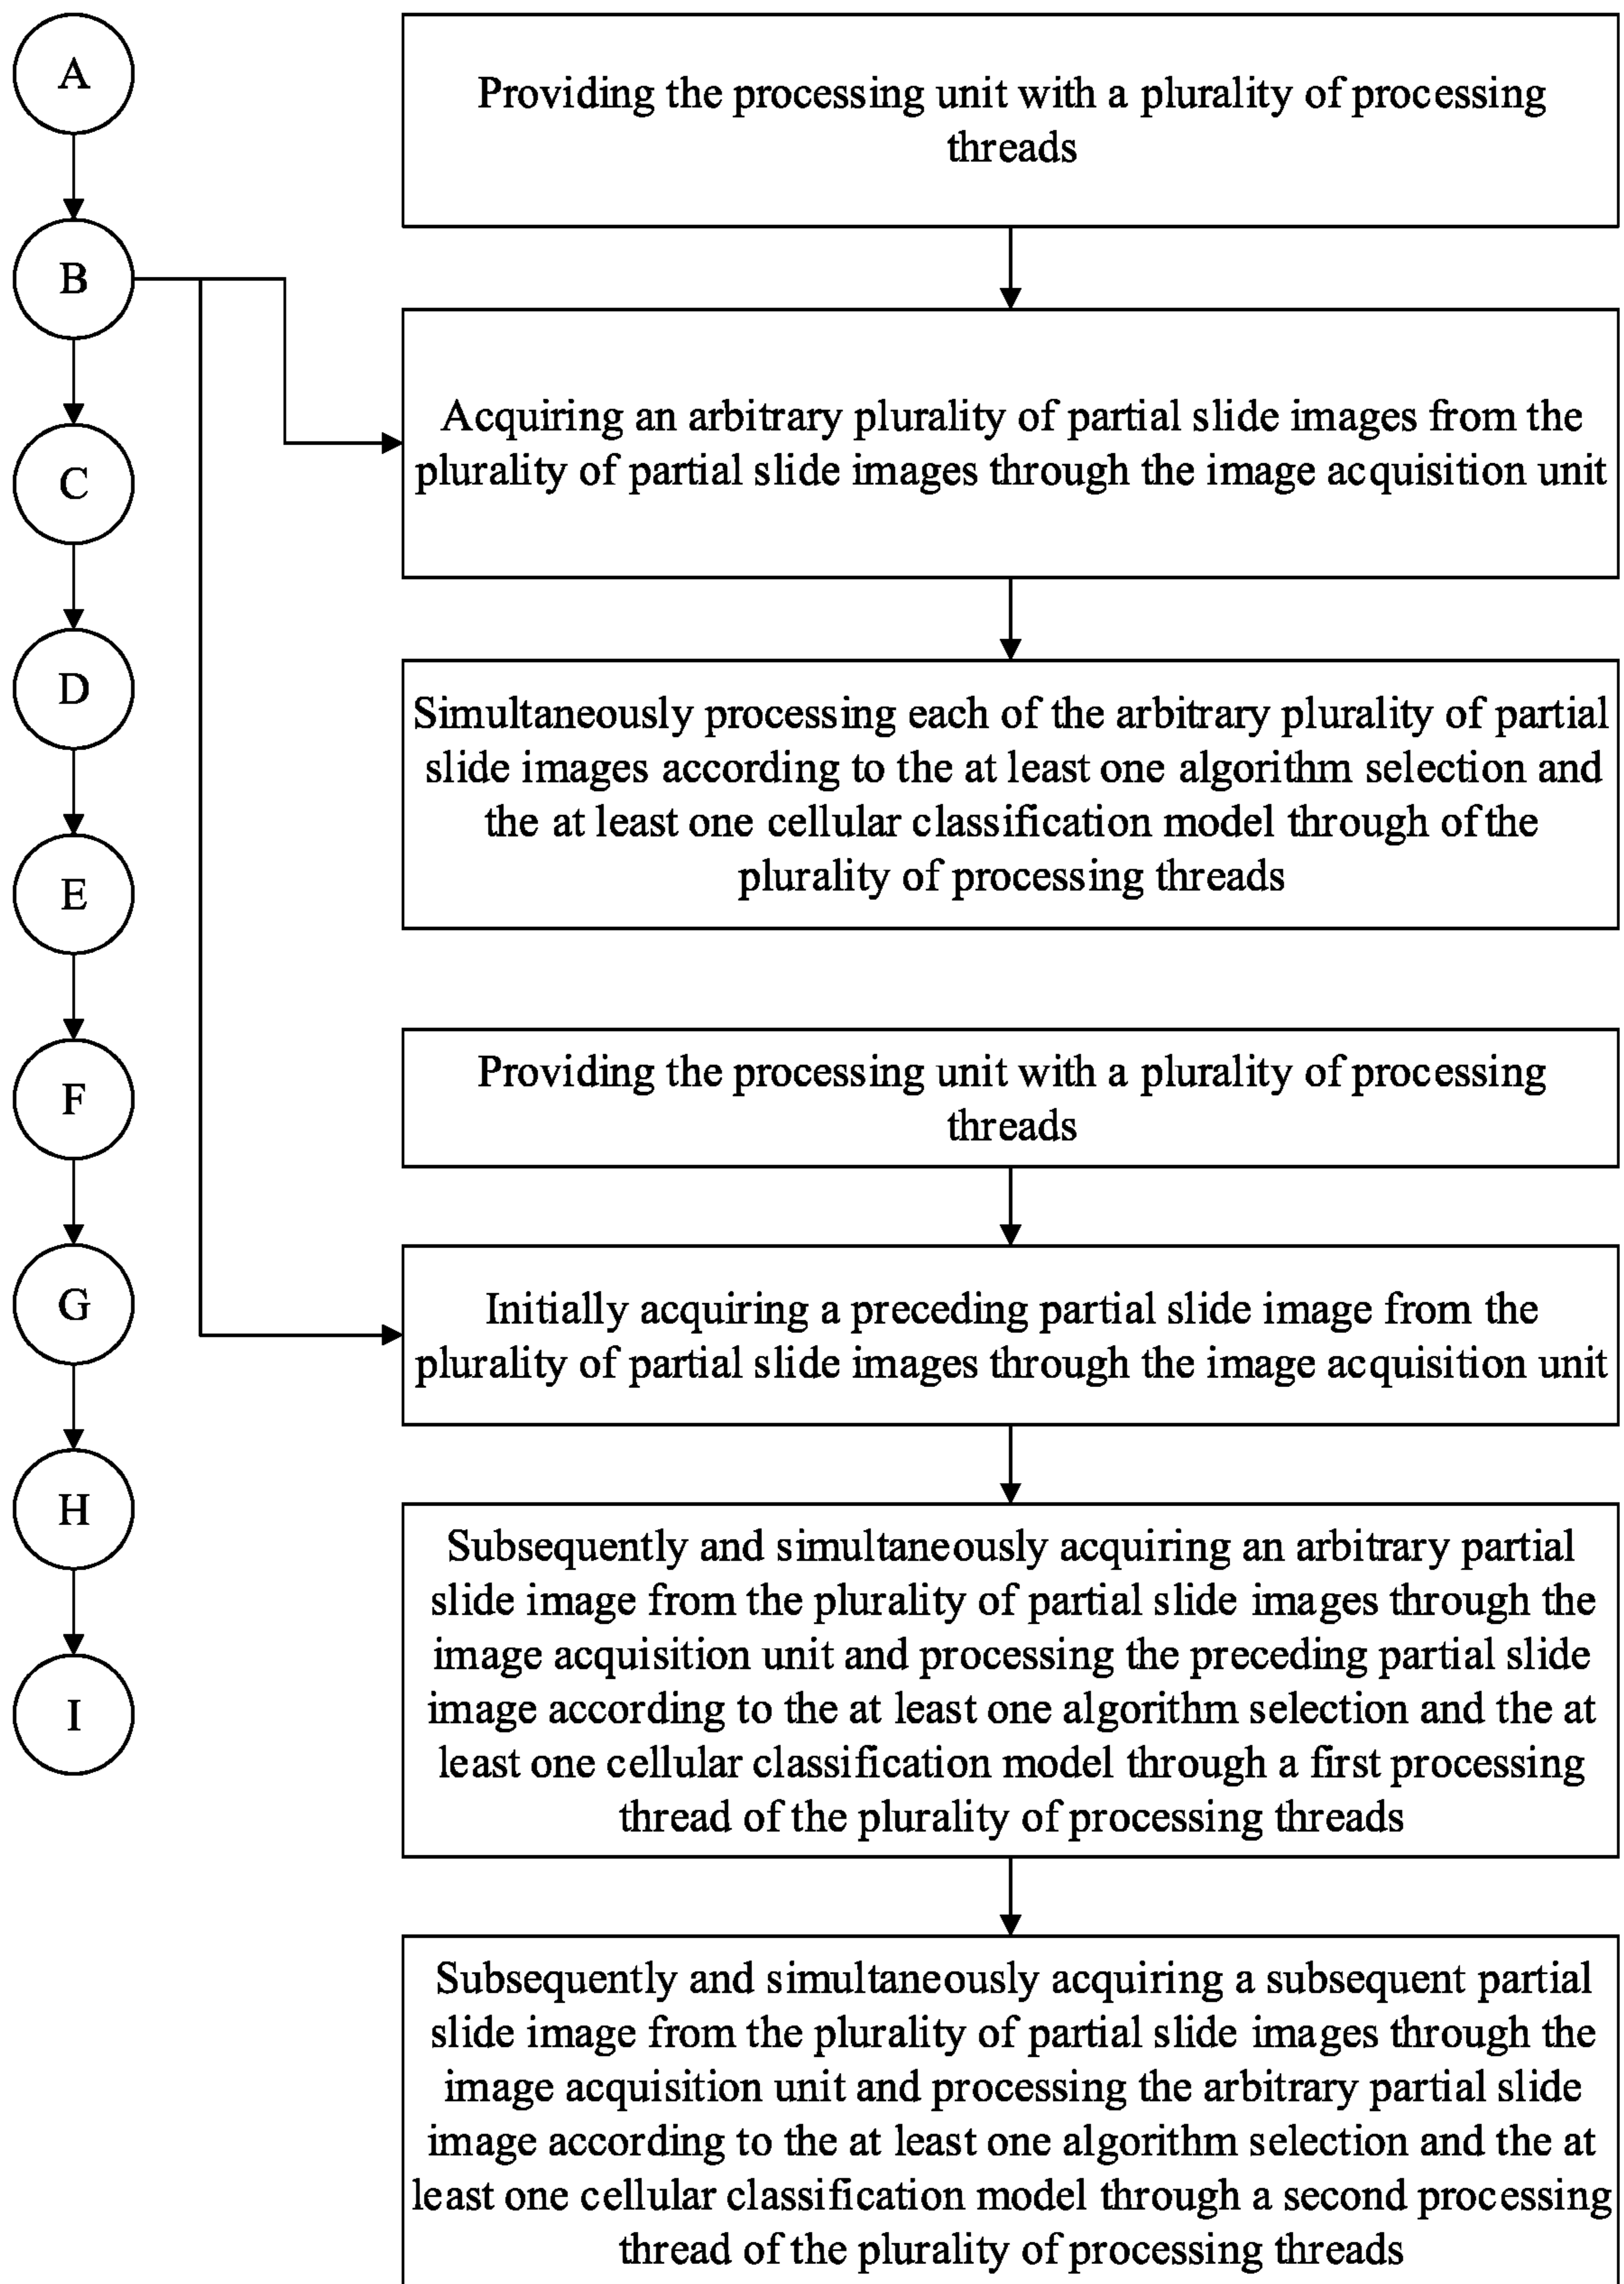 A
B
C
D
E
F
G
H
I
Providing the processing unit with a plurality of processing
threads
Acquiring an arbitrary plurality of partial slide images from the
plurality of partial slide images through the image acquisition unit
Simultaneously processing each of the arbitrary plurality of partial
slide images according to the at least one algorithm selection and
the at least one cellular classification model through of the
plurality of processing threads
Providing the processing unit with a plurality of processing
threads
Initially acquiring a preceding partial slide image from the
plurality of partial slide images through the image acquisition unit
Subsequently and simultaneously acquiring an arbitrary partial
slide image from the plurality of partial slide images through the
image acquisition unit and processing the preceding partial slide
image according to the at least one algorithm selection and the at
least one cellular classification model through a first processing
thread of the plurality of processing threads
Subsequently and simultaneously acquiring a subsequent partial
slide image from the plurality of partial slide images through the
image acquisition unit and processing the arbitrary partial slide
image according to the at least one algorithm selection and the at
least one cellular classification model through a second processing
thread of the plurality of processing threads